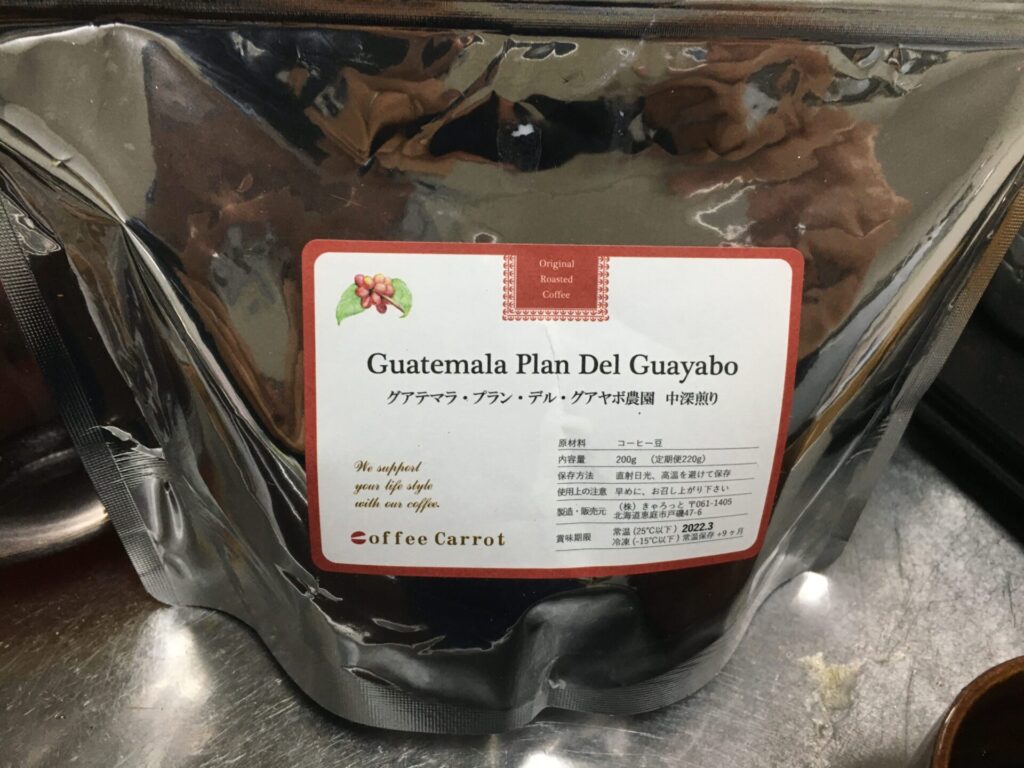 Original
Roasted
Coffee
Guatemala Plan Del Guayabo
グアテマラ・プラン・デル・グアヤボ農園 中深煎り
We support
your life style
with our coffee.
Coffee Carrot
原材料 コーヒー豆
内容量 200g (定期便220g)
保存方法 直射日光、高温を避けて保存
使用上の注意 早めに、お召し上がり下さい
製造・販売元 (株)きゃろっと 〒061-1405
北海道恵庭市戸磯47-6
賞味期限 常温(25℃以下) 2022.3
冷凍(-15℃以下)常温保存+9ヶ月